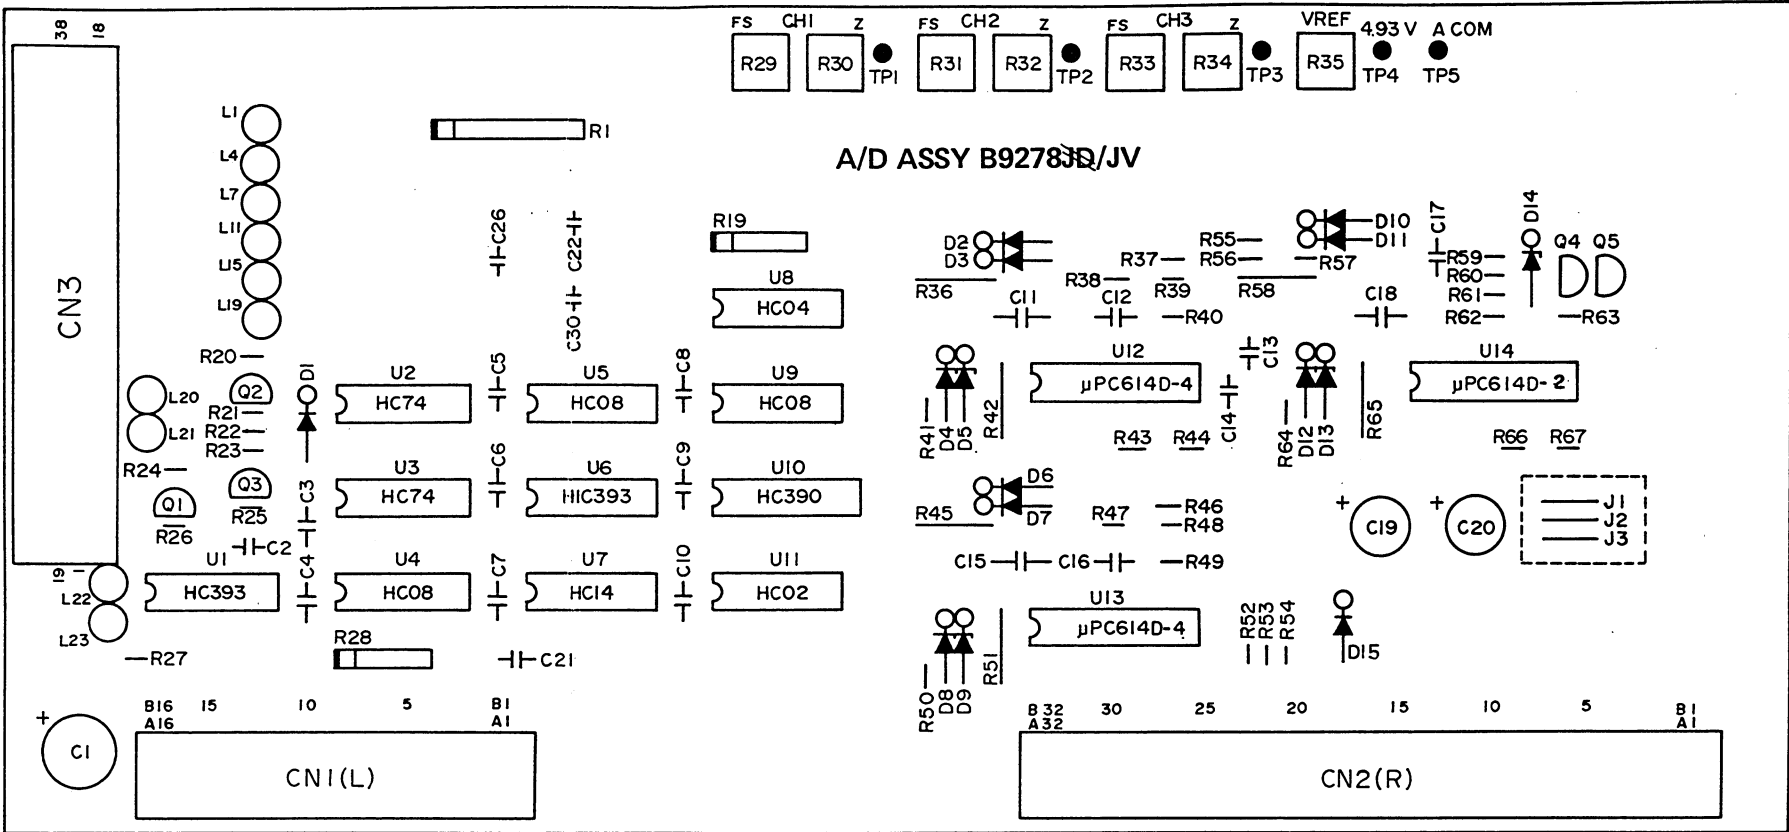 38 18
FS CH1 Z FS CH2 Z FS CH3 Z VREF 4.93 V A COM
R29 R30 TP1 R31 R32 TP2 R33 R34 TP3 R35 TP4 TP5
L1
R1
L4
A/D ASSY B9278JD/JV
L7
L11
L15
L19
CN3
C26
C22
C30
R19
U8
HC04
D2
D3
R36
R37
R38
R39
C11
C12
R40
R55
R56
R57
R58
D10
D11
C17
R59
R60
R61
R62
D14
Q4 Q5
R63
C18
C13
R20
Q2
L20
R21
L21
R22
R23
R24
D1
U2
HC74
C5
U5
HC08
C8
U9
HC08
R41
D4
D5
R42
U12
µPC614D-4
C14
R43 R44
R64
D12
D13
R65
U14
µPC614D-2
R66 R67
Q3
Q1
R25
R26
C2
C3
U3
HC74
C6
U6
HC393
C9
U10
HC390
D6
D7
R45
R47
R46
R48
+
C19
+
C20
J1
J2
J3
19 1
L22
L23
U1
HC393
C4
U4
HC08
C7
U7
HC14
C10
U11
HC02
C15 C16 R49
U13
µPC614D-4
R50
D8
D9
R51
R52
R53
R54
D15
R27
R28
C21
+
C1
B16 15 10 5 B1
A16 A1
CN1(L)
B32 30 25 20 15 10 5 B1
A32 A1
CN2(R)